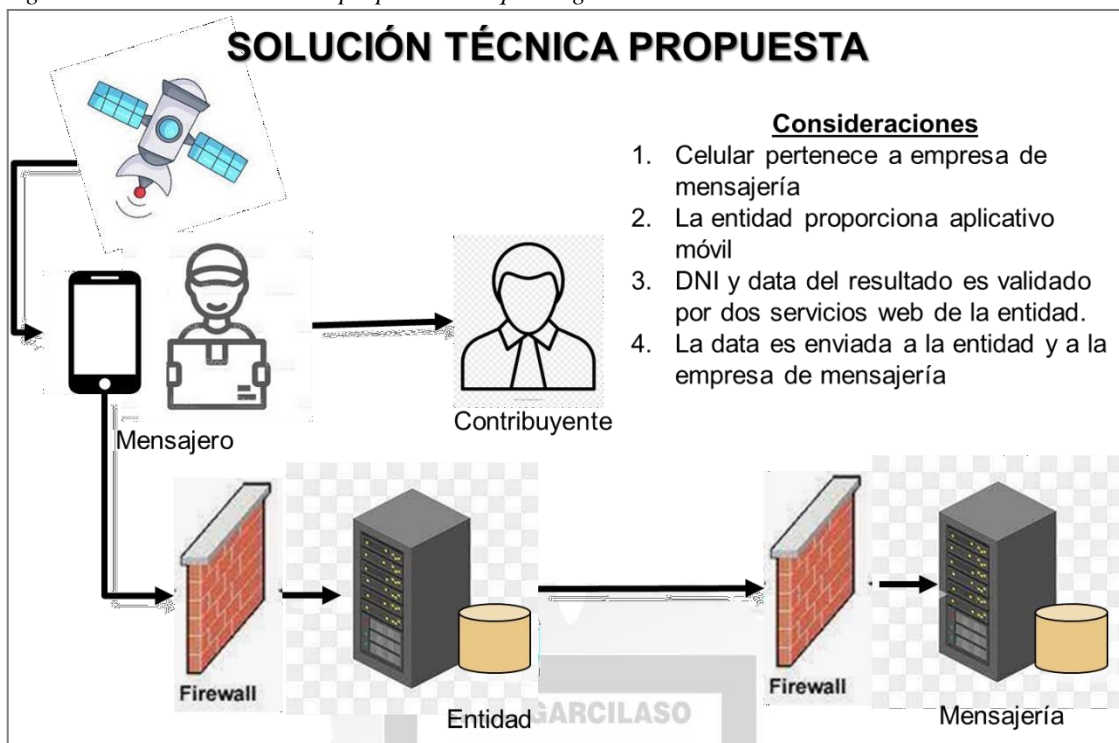 SOLUCIÓN TÉCNICA PROPUESTA
Consideraciones
1. Celular pertenece a empresa de
mensajería
2. La entidad proporciona aplicativo
móvil
3. DNI y data del resultado es validado
por dos servicios web de la entidad.
4. La data es enviada a la entidad y a la
empresa de mensajería
Mensajero
Contribuyente
Firewall
Entidad
GARCILASO
Firewall
Mensajería